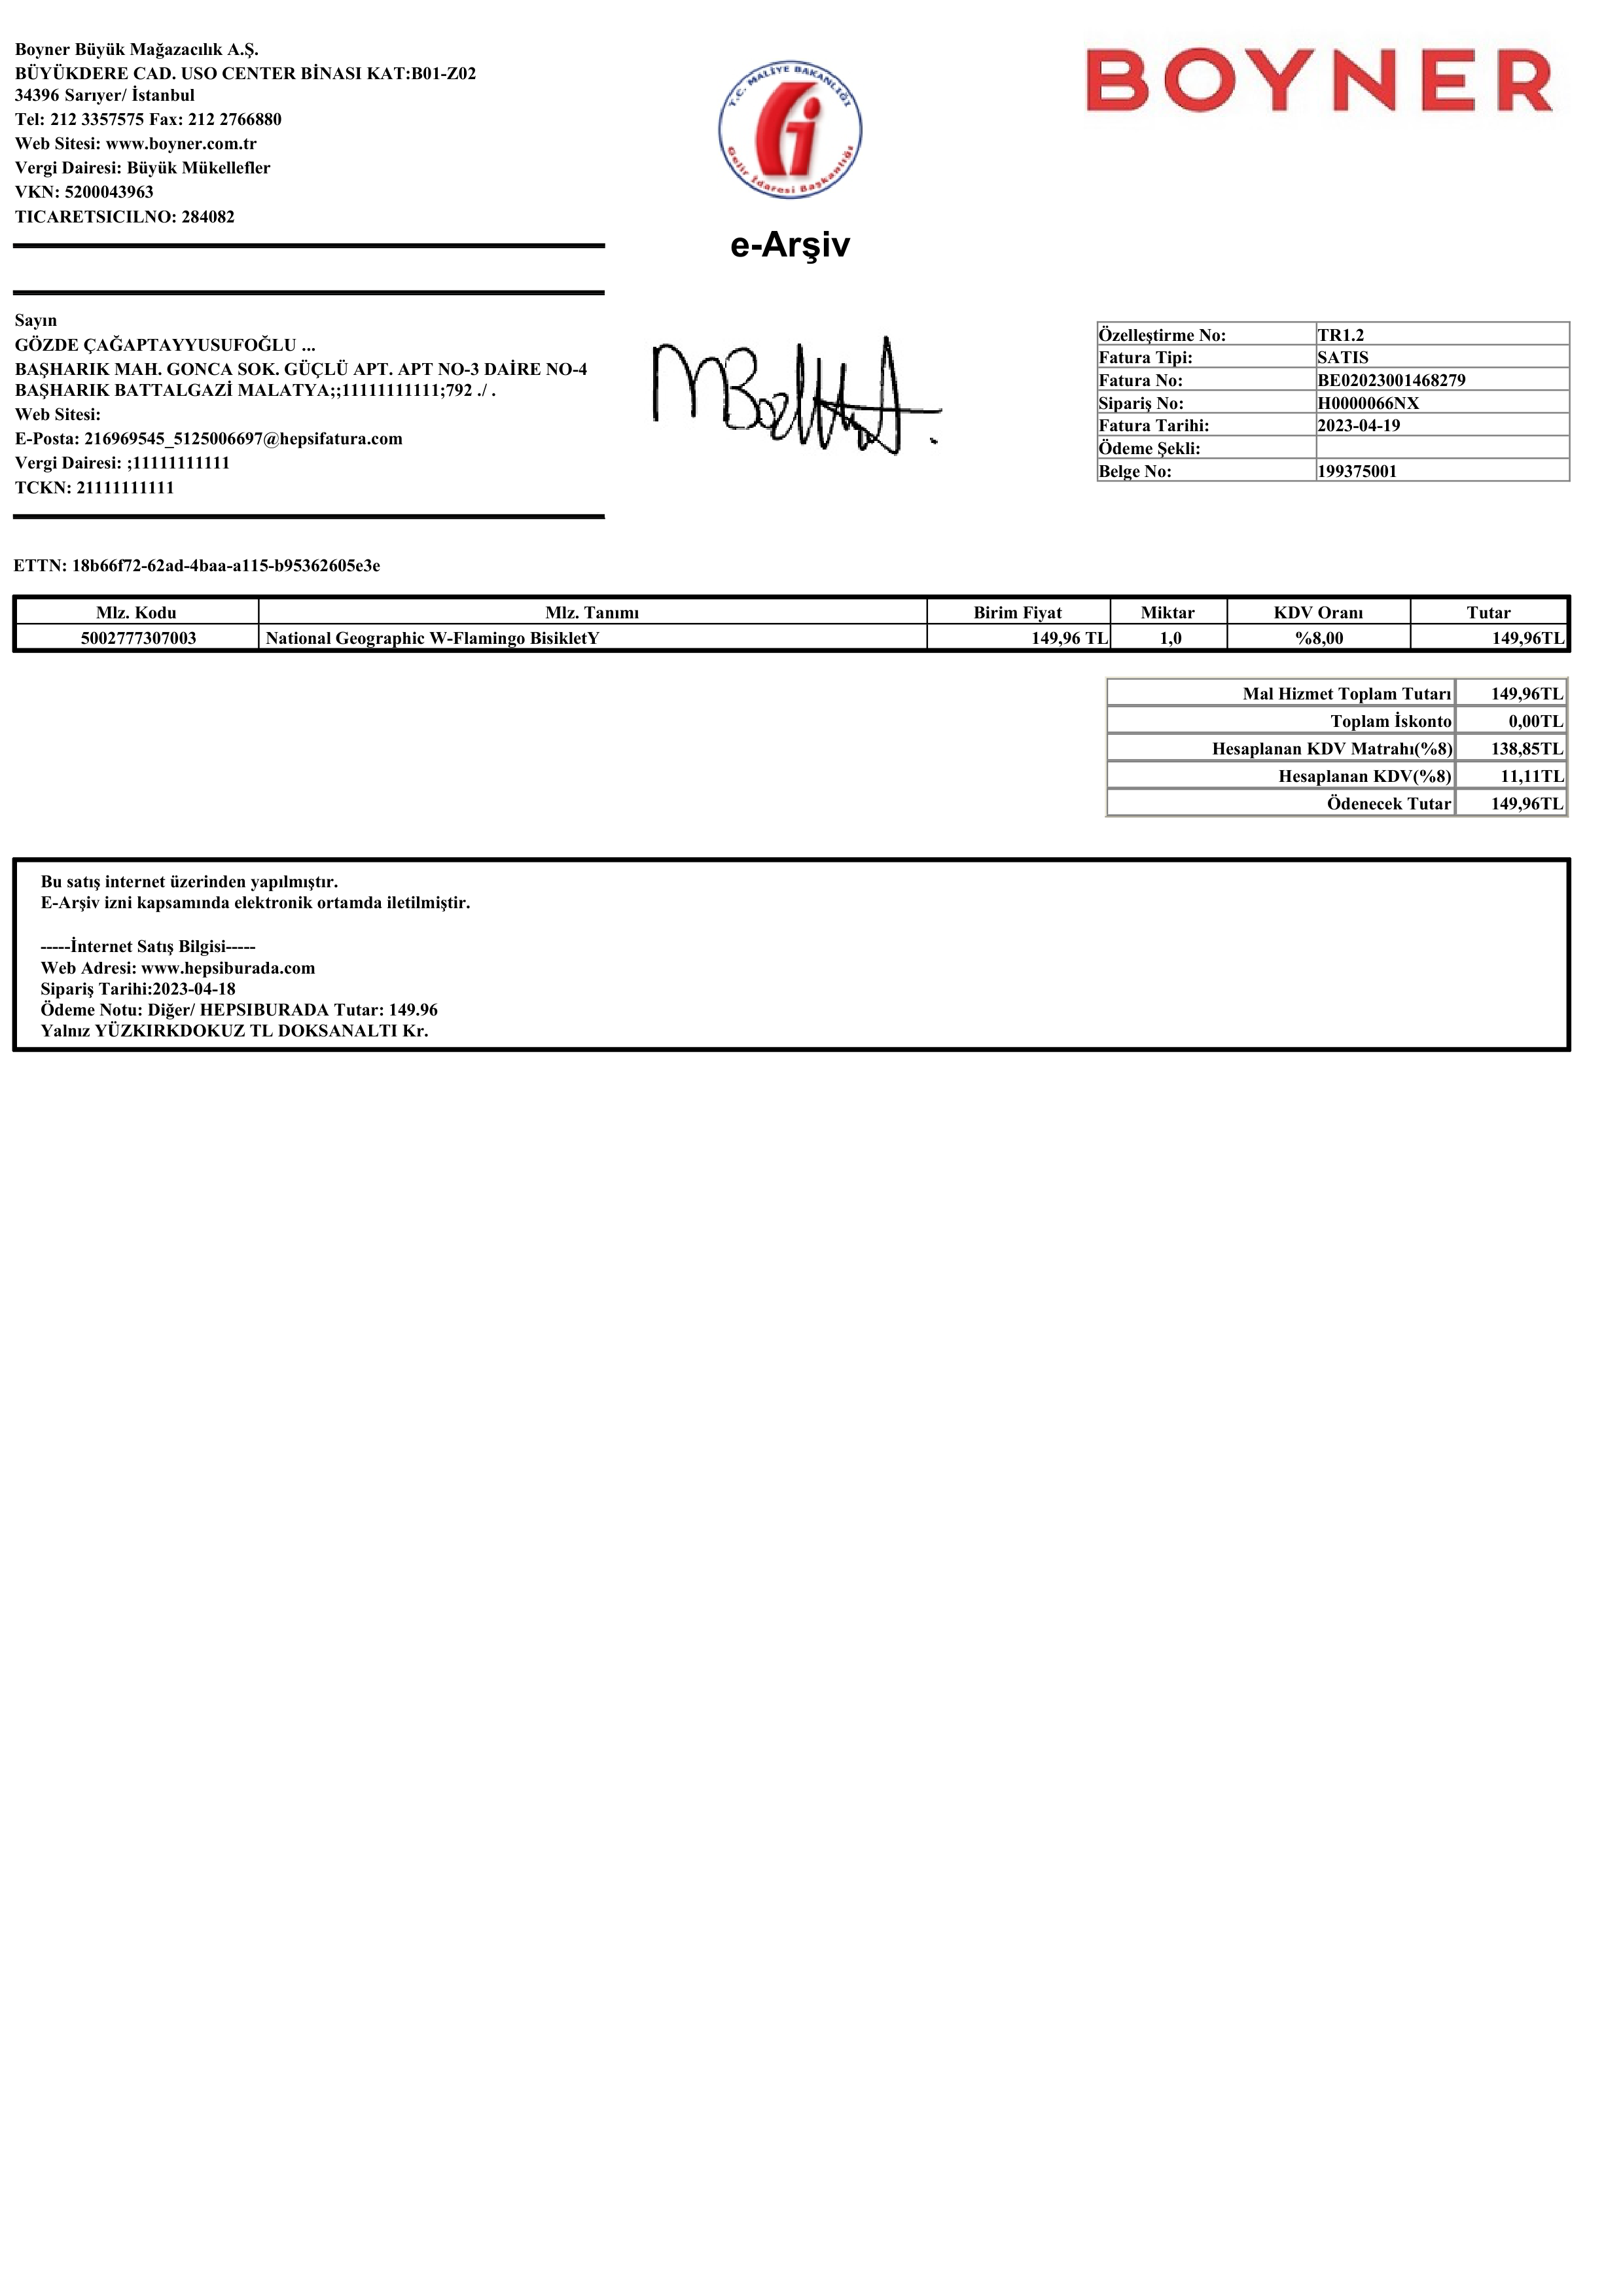 Boyner Büyük Mağazacılık A.Ş.
BÜYÜKDERE CAD. USO CENTER BİNASI KAT:B01-Z02
34396 Sarıyer/ İstanbul
Tel: 212 3357575 Fax: 212 2766880
Web Sitesi: www.boyner.com.tr
Vergi Dairesi: Büyük Mükellefler
VKN: 5200043963
TICARETSICILNO: 284082
T.C. MALİYE BAKANLIĞI
Gelir İdaresi Başkanlığı
e-Arşiv
BOYNER
Sayın
GÖZDE ÇAĞAPTAYYUSUFOĞLU ...
BAŞHARIK MAH. GONCA SOK. GÜÇLÜ APT. APT NO-3 DAİRE NO-4
BAŞHARIK BATTALGAZİ MALATYA;;11111111111;792 ./ .
Web Sitesi:
E-Posta: 216969545_5125006697@hepsifatura.com
Vergi Dairesi: ;11111111111
TCKN: 21111111111
Özelleştirme No: TR1.2
Fatura Tipi: SATIS
Fatura No: BE02023001468279
Sipariş No: H0000066NX
Fatura Tarihi: 2023-04-19
Ödeme Şekli:
Belge No: 199375001
ETTN: 18b66f72-62ad-4baa-a115-b95362605e3e
Mlz. Kodu Mlz. Tanımı Birim Fiyat Miktar KDV Oranı Tutar
5002777307003 National Geographic W-Flamingo BisikletY 149,96 TL 1,0 %8,00 149,96TL
Mal Hizmet Toplam Tutarı 149,96TL
Toplam İskonto 0,00TL
Hesaplanan KDV Matrahı(%8) 138,85TL
Hesaplanan KDV(%8) 11,11TL
Ödenecek Tutar 149,96TL
Bu satış internet üzerinden yapılmıştır.
E-Arşiv izni kapsamında elektronik ortamda iletilmiştir.
-----İnternet Satış Bilgisi-----
Web Adresi: www.hepsiburada.com
Sipariş Tarihi:2023-04-18
Ödeme Notu: Diğer/ HEPSIBURADA Tutar: 149.96
Yalnız YÜZKIRKDOKUZ TL DOKSANALTI Kr.